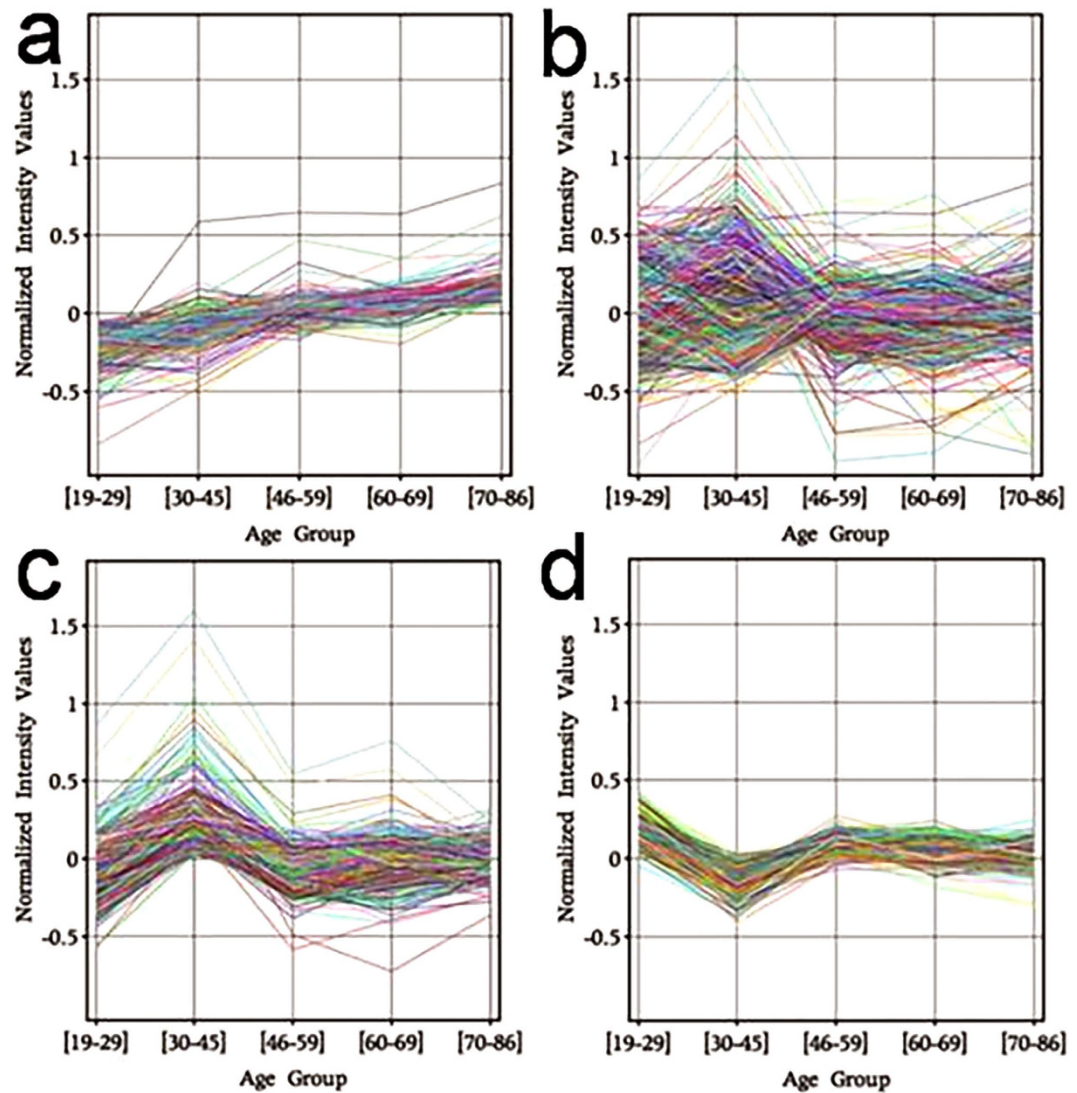 a
Normalized Intensity Values
1.5
1
0.5
0
-0.5
[19-29] [30-45] [46-59] [60-69] [70-86]
Age Group
b
Normalized Intensity Values
1.5
1
0.5
0
-0.5
[19-29] [30-45] [46-59] [60-69] [70-86]
Age Group
c
Normalized Intensity Values
1.5
1
0.5
0
-0.5
[19-29] [30-45] [46-59] [60-69] [70-86]
Age Group
d
Normalized Intensity Values
1.5
1
0.5
0
-0.5
[19-29] [30-45] [46-59] [60-69] [70-86]
Age Group